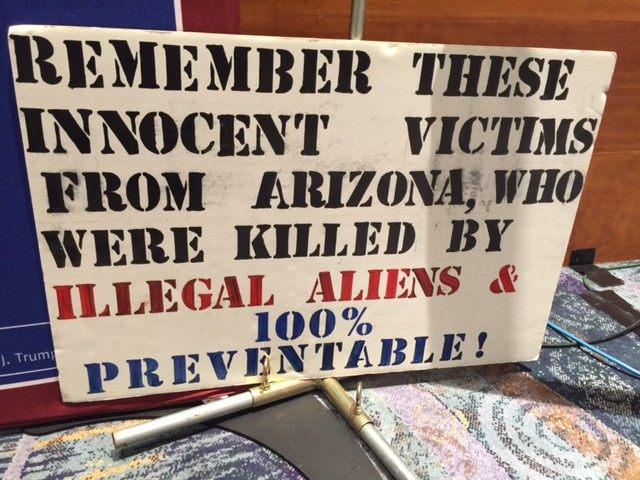 REMEMBER THESE
INNOCENT VICTIMS
FROM ARIZONA, WHO
WERE KILLED BY
ILLEGAL ALIENS &
100%
PREVENTABLE!
J. Trump